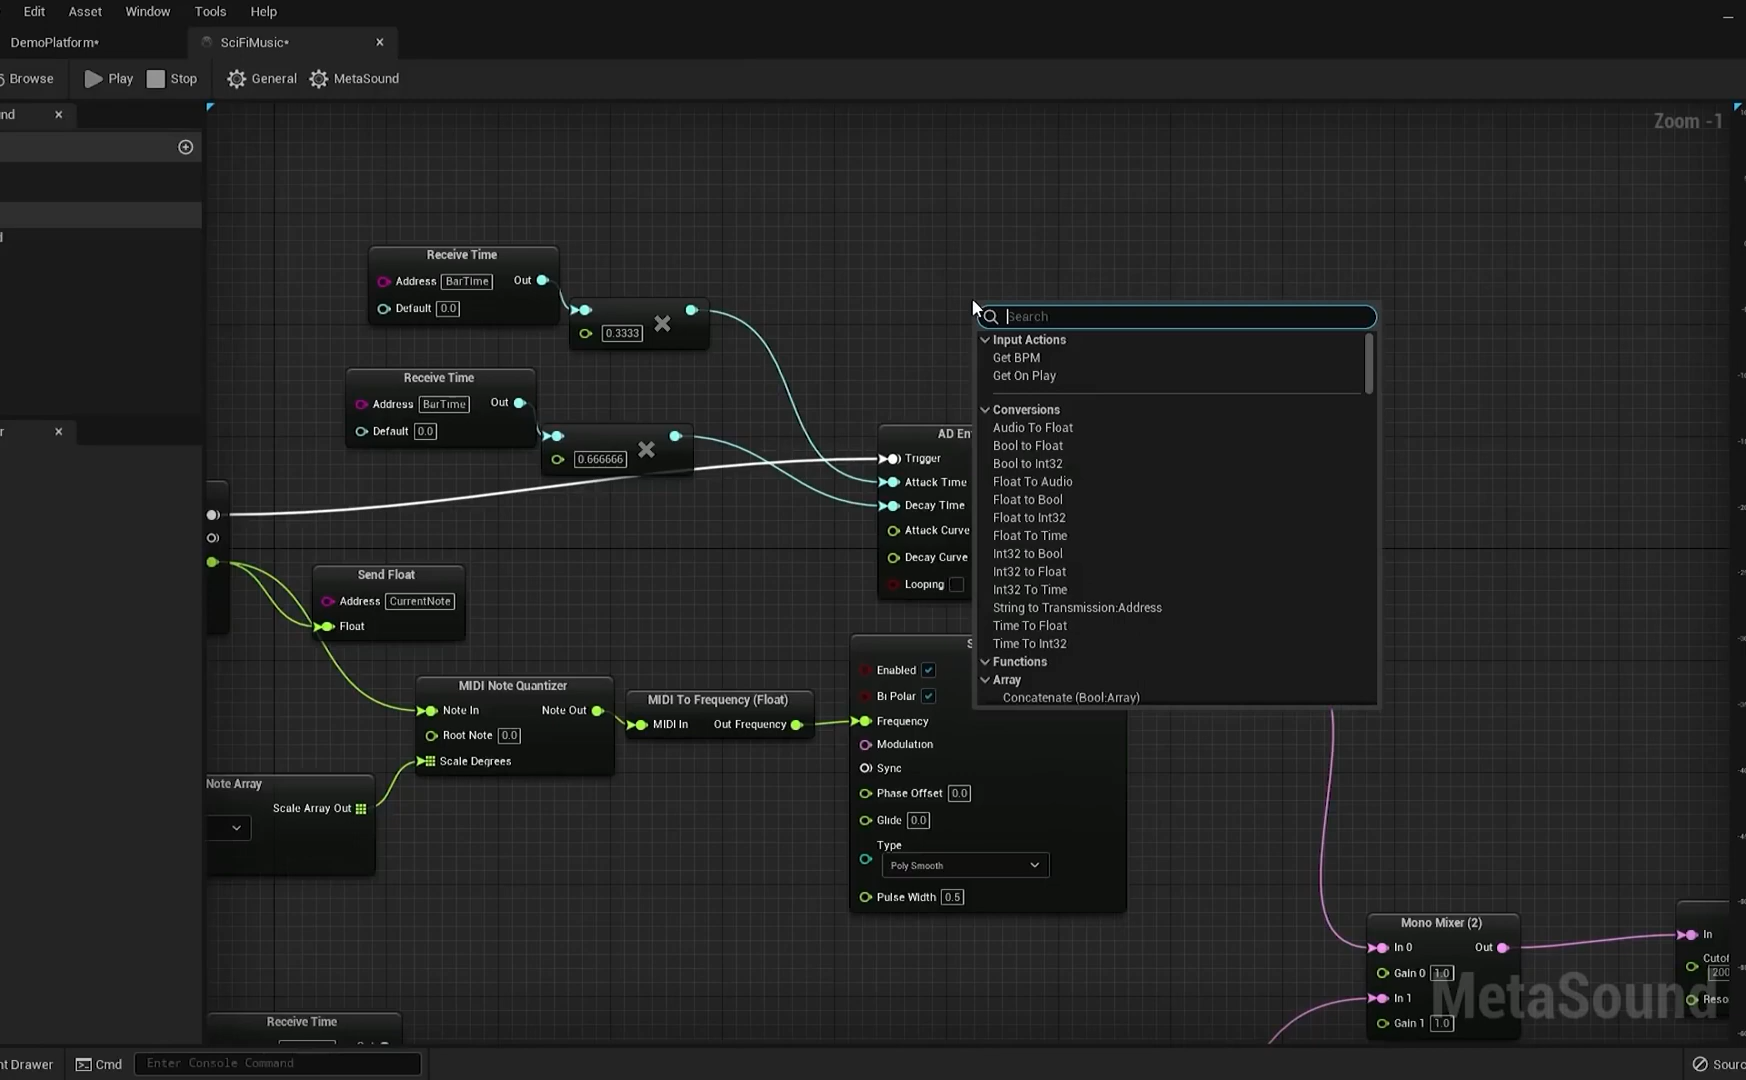 Edit Asset Window Tools Help
DemoPlatform*
SciFiMusic*
Browse Play Stop General MetaSound
nd
Zoom -1
Receive Time
Address BarTime Out
Default 0.0
0.3333
Receive Time
Address BarTime Out
Default 0.0
0.666666
AD En
Trigger
Attack Time
Decay Time
Attack Curve
Decay Curve
Looping
Search
Input Actions
Get BPM
Get On Play
Conversions
Audio To Float
Bool to Float
Bool to Int32
Float To Audio
Float to Bool
Float to Int32
Float To Time
Int32 to Bool
Int32 to Float
Int32 To Time
String to Transmission:Address
Time To Float
Time To Int32
Functions
Array
Concatenate (Bool:Array)
Send Float
Address CurrentNote
Float
MIDI Note Quantizer
Note In Note Out
Root Note 0.0
Scale Degrees
MIDI To Frequency (Float)
MIDI In Out Frequency
Note Array
Scale Array Out
S
Enabled
Bi Polar
Frequency
Modulation
Sync
Phase Offset 0.0
Glide 0.0
Type
Poly Smooth
Pulse Width 0.5
Mono Mixer (2)
In 0 Out
Gain 0 1.0
In 1
Gain 1 1.0
In
Cutof
200
Reso
MetaSound
Receive Time
nt Drawer Cmd Enter Console Command
Sourc